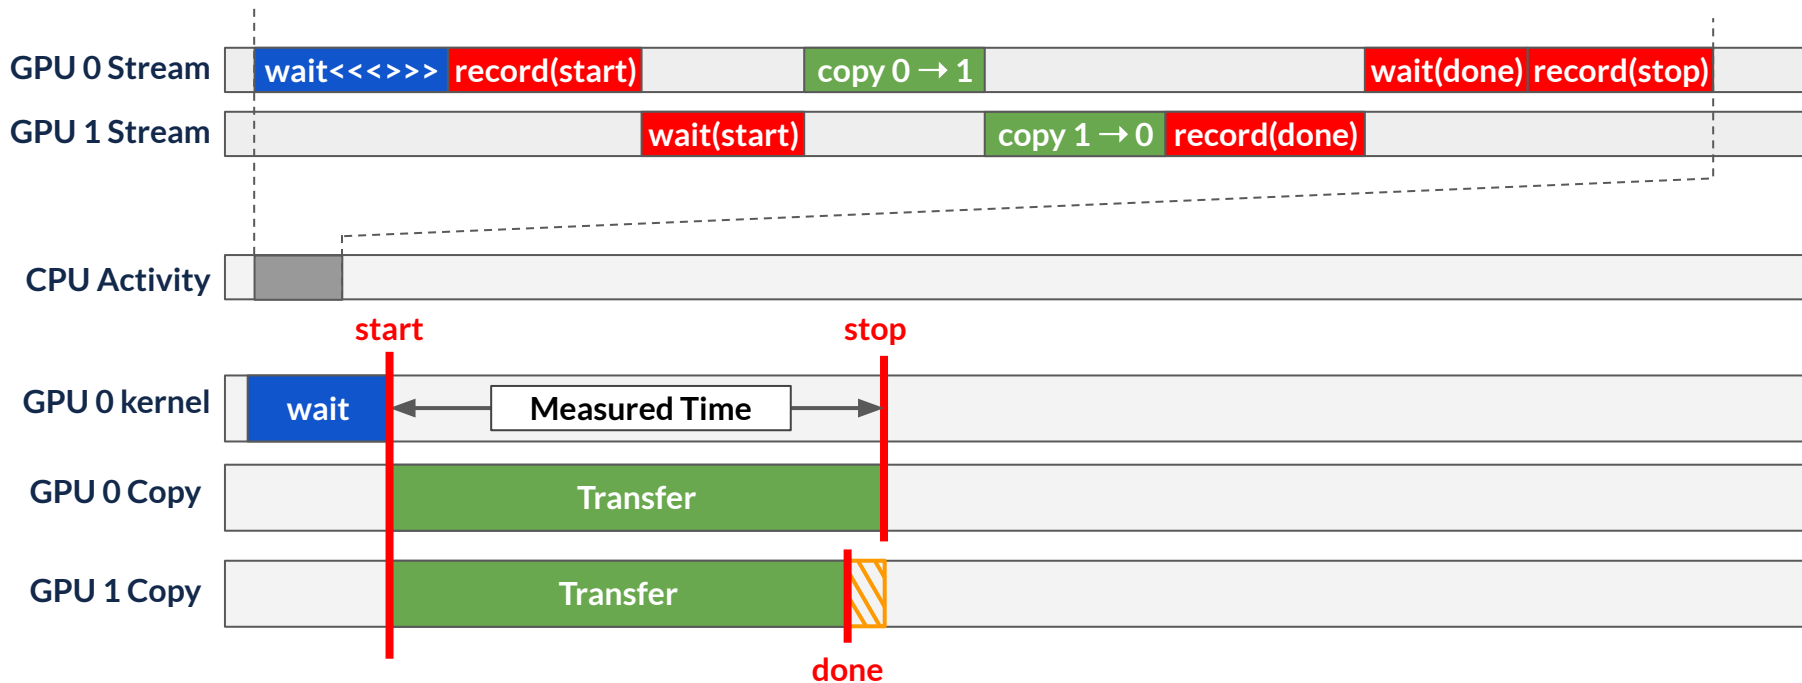 GPU 0 Stream
wait<<<>>>
record(start)
copy 0 → 1
wait(done)
record(stop)
GPU 1 Stream
wait(start)
copy 1 → 0
record(done)
CPU Activity
start
stop
GPU 0 kernel
wait
Measured Time
GPU 0 Copy
Transfer
GPU 1 Copy
Transfer
done